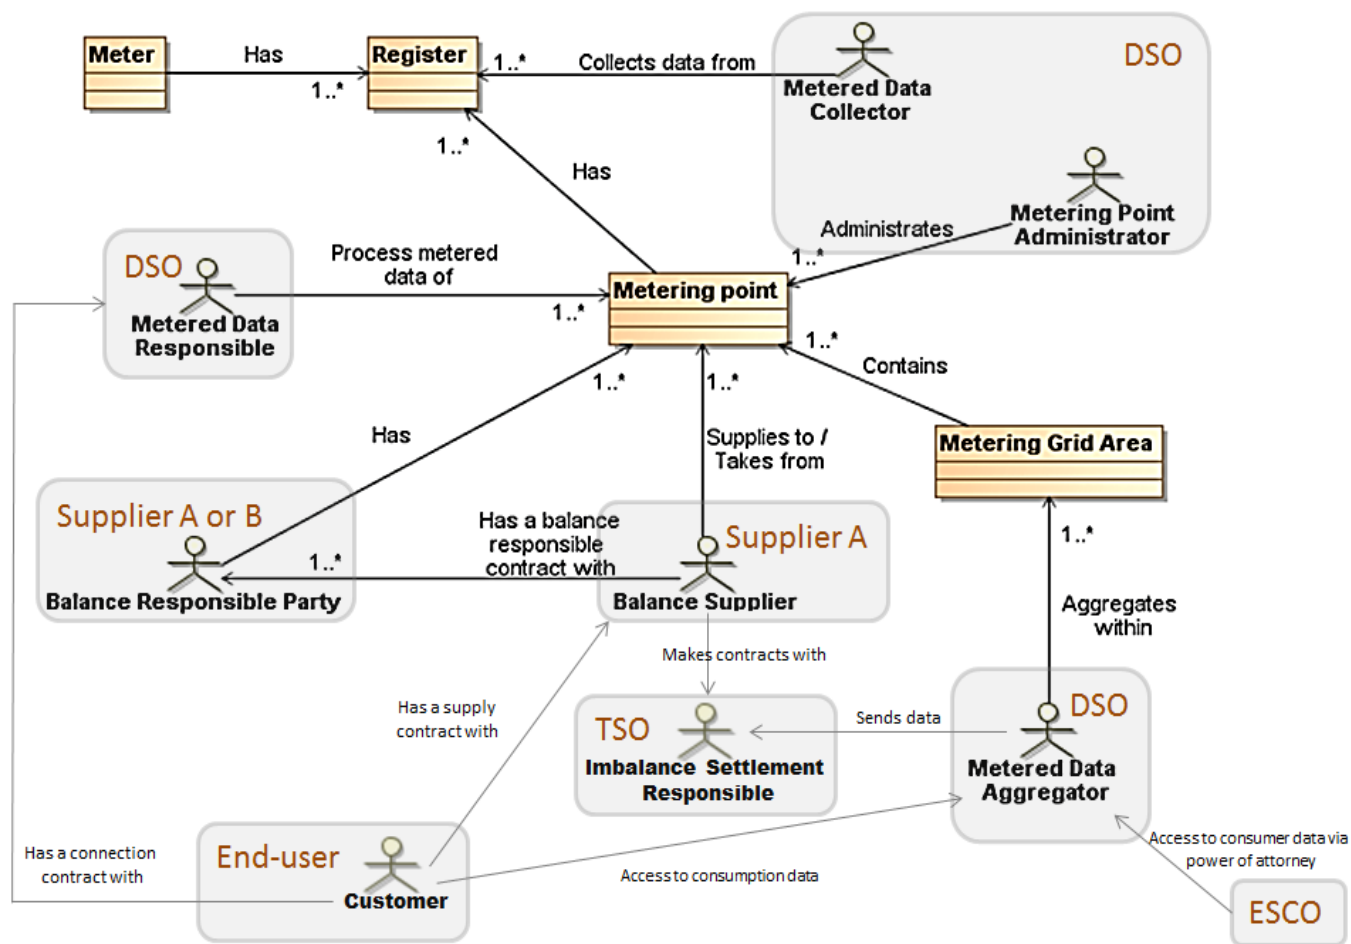 Meter
Has
1..*
Register
1..*
Collects data from
Metered Data
Collector
DSO
1..*
Has
Metering Point
Administrator
Administrates
1..*
DSO
Metered Data
Responsible
Process metered
data of
1..*
Metering point
1..*
Contains
1..*
1..*
Has
Supplies to /
Takes from
Metering Grid Area
Supplier A or B
Balance Responsible Party
1..*
Has a balance
responsible
contract with
Supplier A
Balance Supplier
1..*
Aggregates
within
Makes contracts with
Has a supply
contract with
TSO
Imbalance Settlement
Responsible
Sends data
DSO
Metered Data
Aggregator
End-user
Customer
Has a connection
contract with
Access to consumption data
Access to consumer data via
power of attorney
ESCO